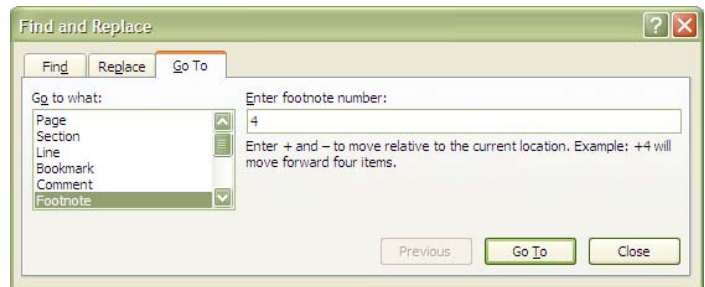 Find and Replace
Find
Replace
Go To
Go to what:
Page
Section
Line
Bookmark
Comment
Footnote
Enter footnote number:
4
Enter + and – to move relative to the current location. Example: +4 will
move forward four items.
Previous
Go To
Close